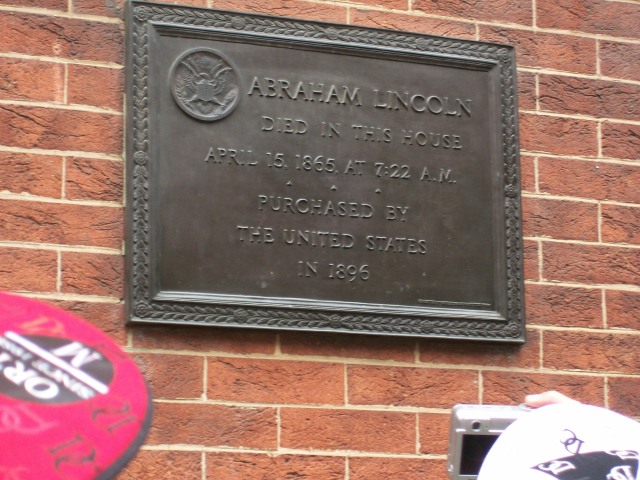 ABRAHAM LINCOLN
DIED IN THIS HOUSE
APRIL 15, 1865, AT 7:22 A.M.
PURCHASED BY
THE UNITED STATES
IN 1896
M
DC